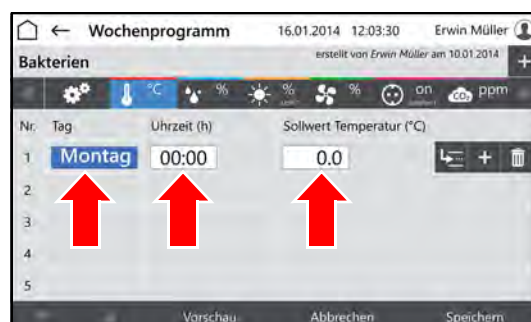 ← Wochenprogramm 16.01.2014 12:03:30 Erwin Müller
Bakterien erstellt von Erwin Müller am 10.01.2014 +
°C % % % on CO₂ ppm
Nr. Tag Uhrzeit (h) Sollwert Temperatur (°C)
1 Montag 00:00 0.0 +
2
3
4
5
Vorschau Abbrechen Speichern